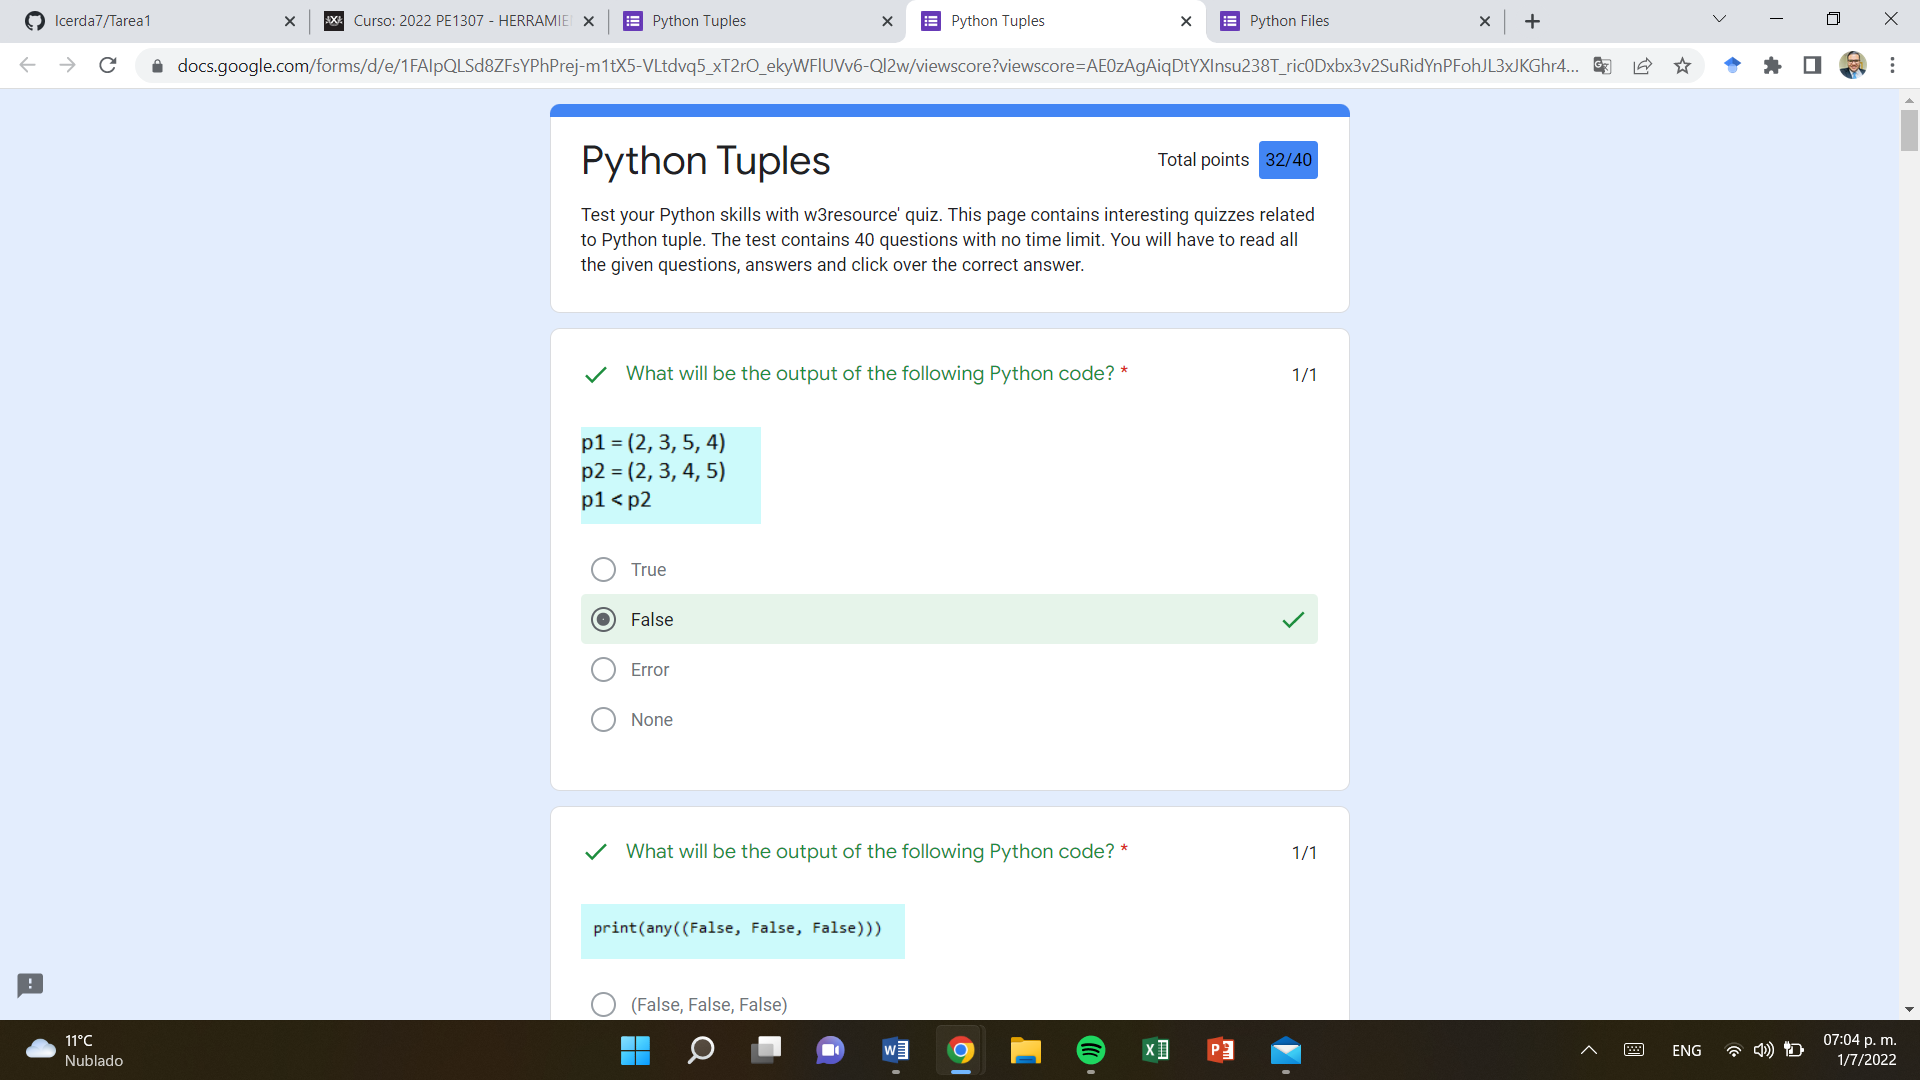 lcerda7/Tarea1
Curso: 2022 PE1307 - HERRAMIE
Python Tuples
Python Tuples
Python Files
docs.google.com/forms/d/e/1FAIpQLSd8ZFsYPhPrej-m1tX5-VLtdvq5_xT2rO_ekyWFlUVv6-Ql2w/viewscore?viewscore=AE0zAgAiqDtYXInsu238T_ric0Dxbx3v2SuRidYnPFohJL3xJKGhr4...
Python Tuples
Total points 32/40
Test your Python skills with w3resource' quiz. This page contains interesting quizzes related
to Python tuple. The test contains 40 questions with no time limit. You will have to read all
the given questions, answers and click over the correct answer.
What will be the output of the following Python code? *
1/1
p1 = (2, 3, 5, 4)
p2 = (2, 3, 4, 5)
p1 < p2
True
False
Error
None
What will be the output of the following Python code? *
1/1
print(any((False, False, False)))
(False, False, False)
11°C
Nublado
ENG
07:04 p. m.
1/7/2022